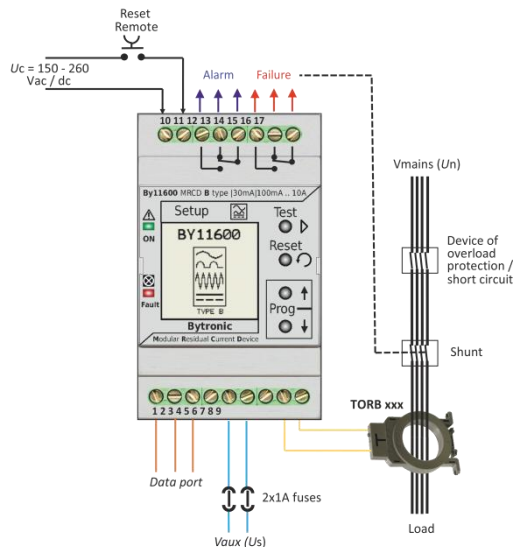 Reset
Remote
Uc = 150 - 260
Vac / dc
Alarm
Failure
10 11 12 13 14 15 16 17
Vmains (Un)
By11600 MRCD B type |30mA|100mA .. 10A
Setup
Test
ON
BY11600
Reset
Device of
overload
protection /
short circuit
Fault
TYPE B
Prog
Bytronic
Modular Residual Current Device
Shunt
1 2 3 4 5 6 7 8 9
TORB xxx
T
Data port
2x1A fuses
Vaux (Us)
Load